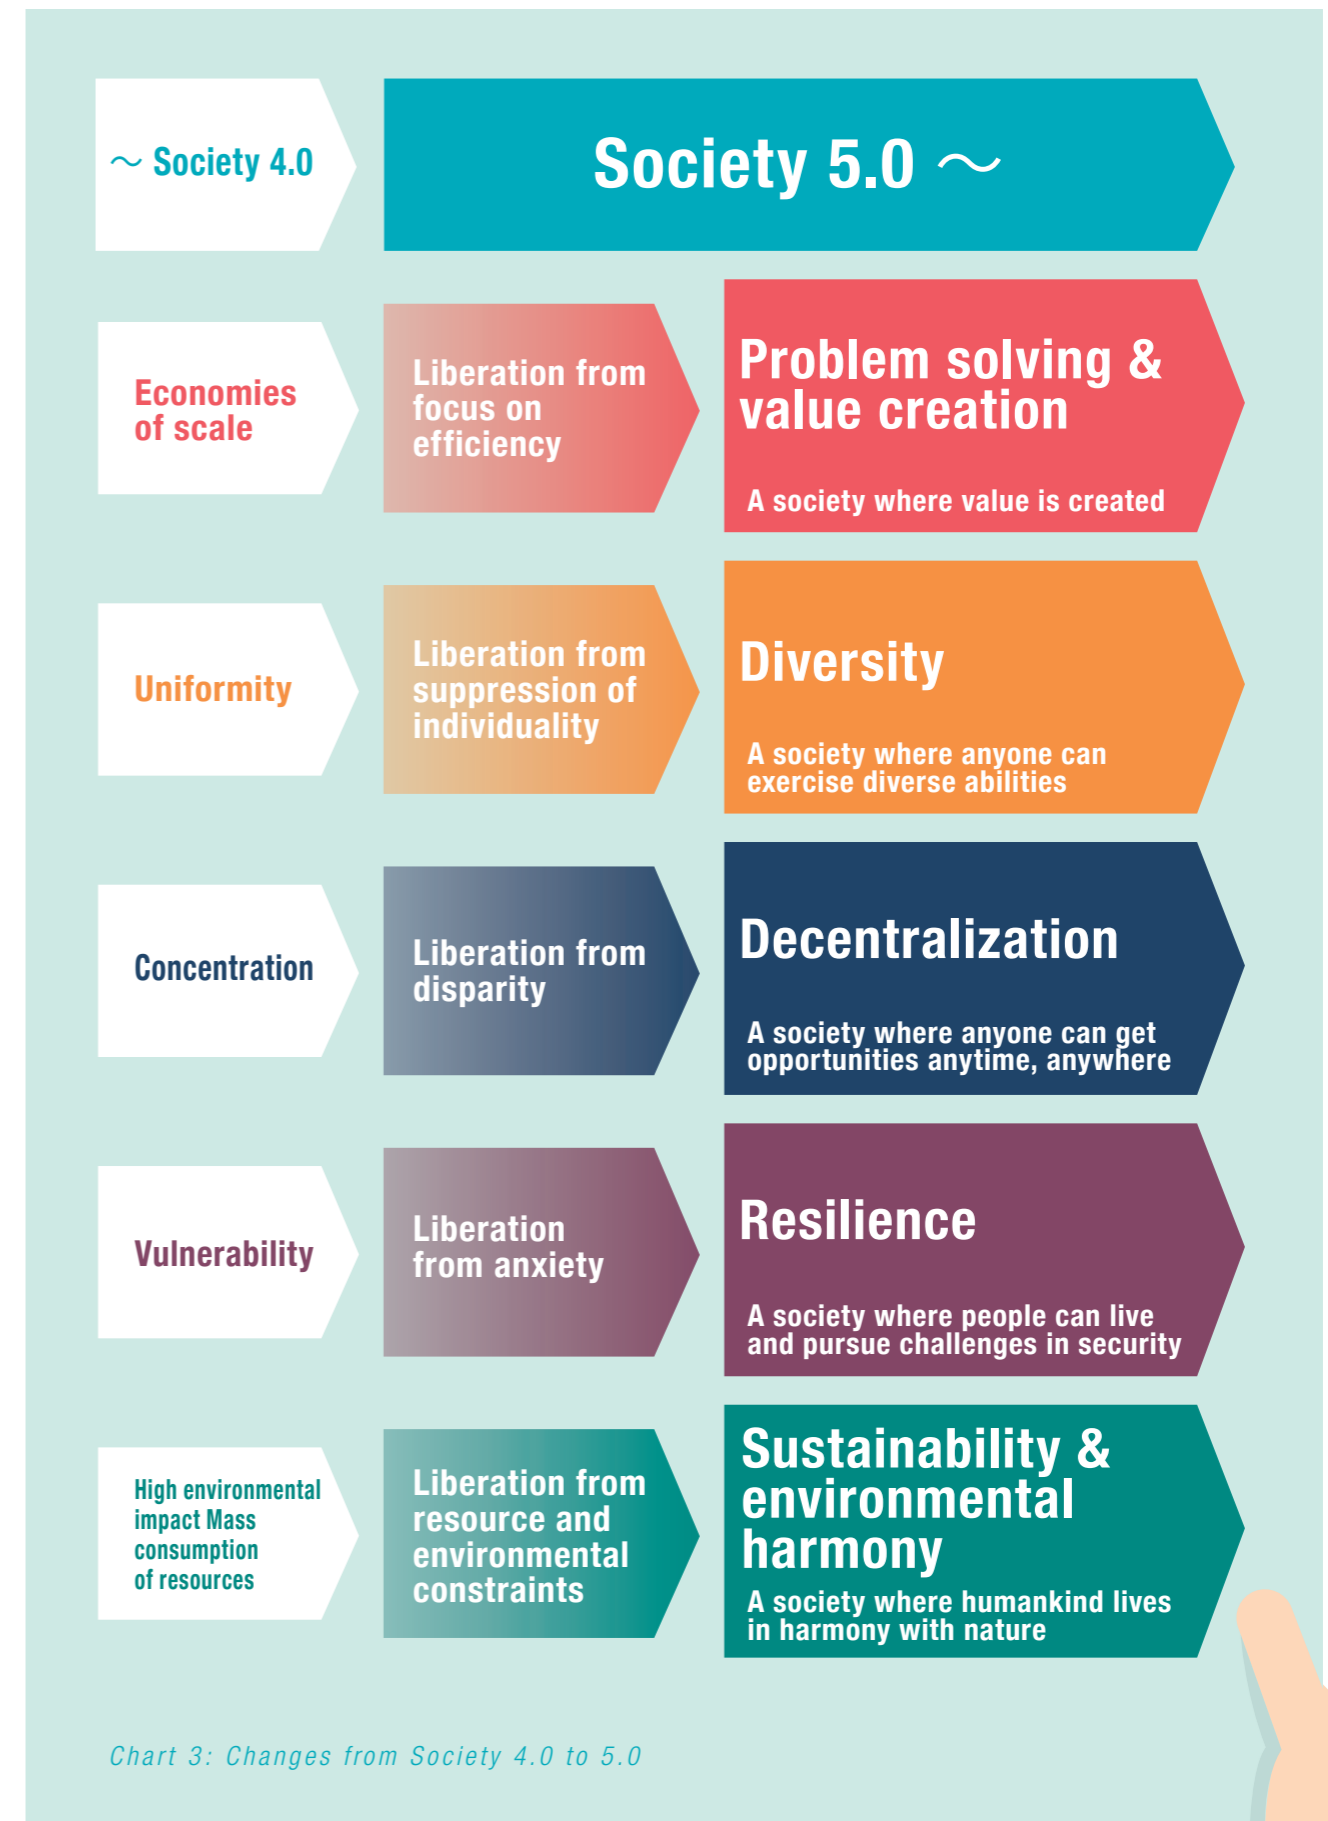 ～ Society 4.0
Society 5.0 ～
Economies
of scale
Liberation from
focus on
efficiency
Problem solving &
value creation
A society where value is created
Uniformity
Liberation from
suppression of
individuality
Diversity
A society where anyone can
exercise diverse abilities
Concentration
Liberation from
disparity
Decentralization
A society where anyone can get
opportunities anytime, anywhere
Vulnerability
Liberation
from anxiety
Resilience
A society where people can live
and pursue challenges in security
High environmental
impact Mass
consumption
of resources
Liberation from
resource and
environmental
constraints
Sustainability &
environmental
harmony
A society where humankind lives
in harmony with nature
Chart 3: Changes from Society 4.0 to 5.0